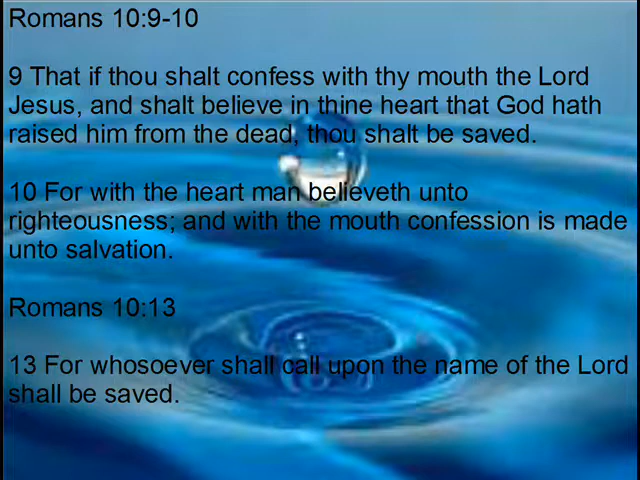 Romans 10:9-10
9 That if thou shalt confess with thy mouth the Lord
Jesus, and shalt believe in thine heart that God hath
raised him from the dead, thou shalt be saved.
10 For with the heart man believeth unto
righteousness; and with the mouth confession is made
unto salvation.
Romans 10:13
13 For whosoever shall call upon the name of the Lord
shall be saved.